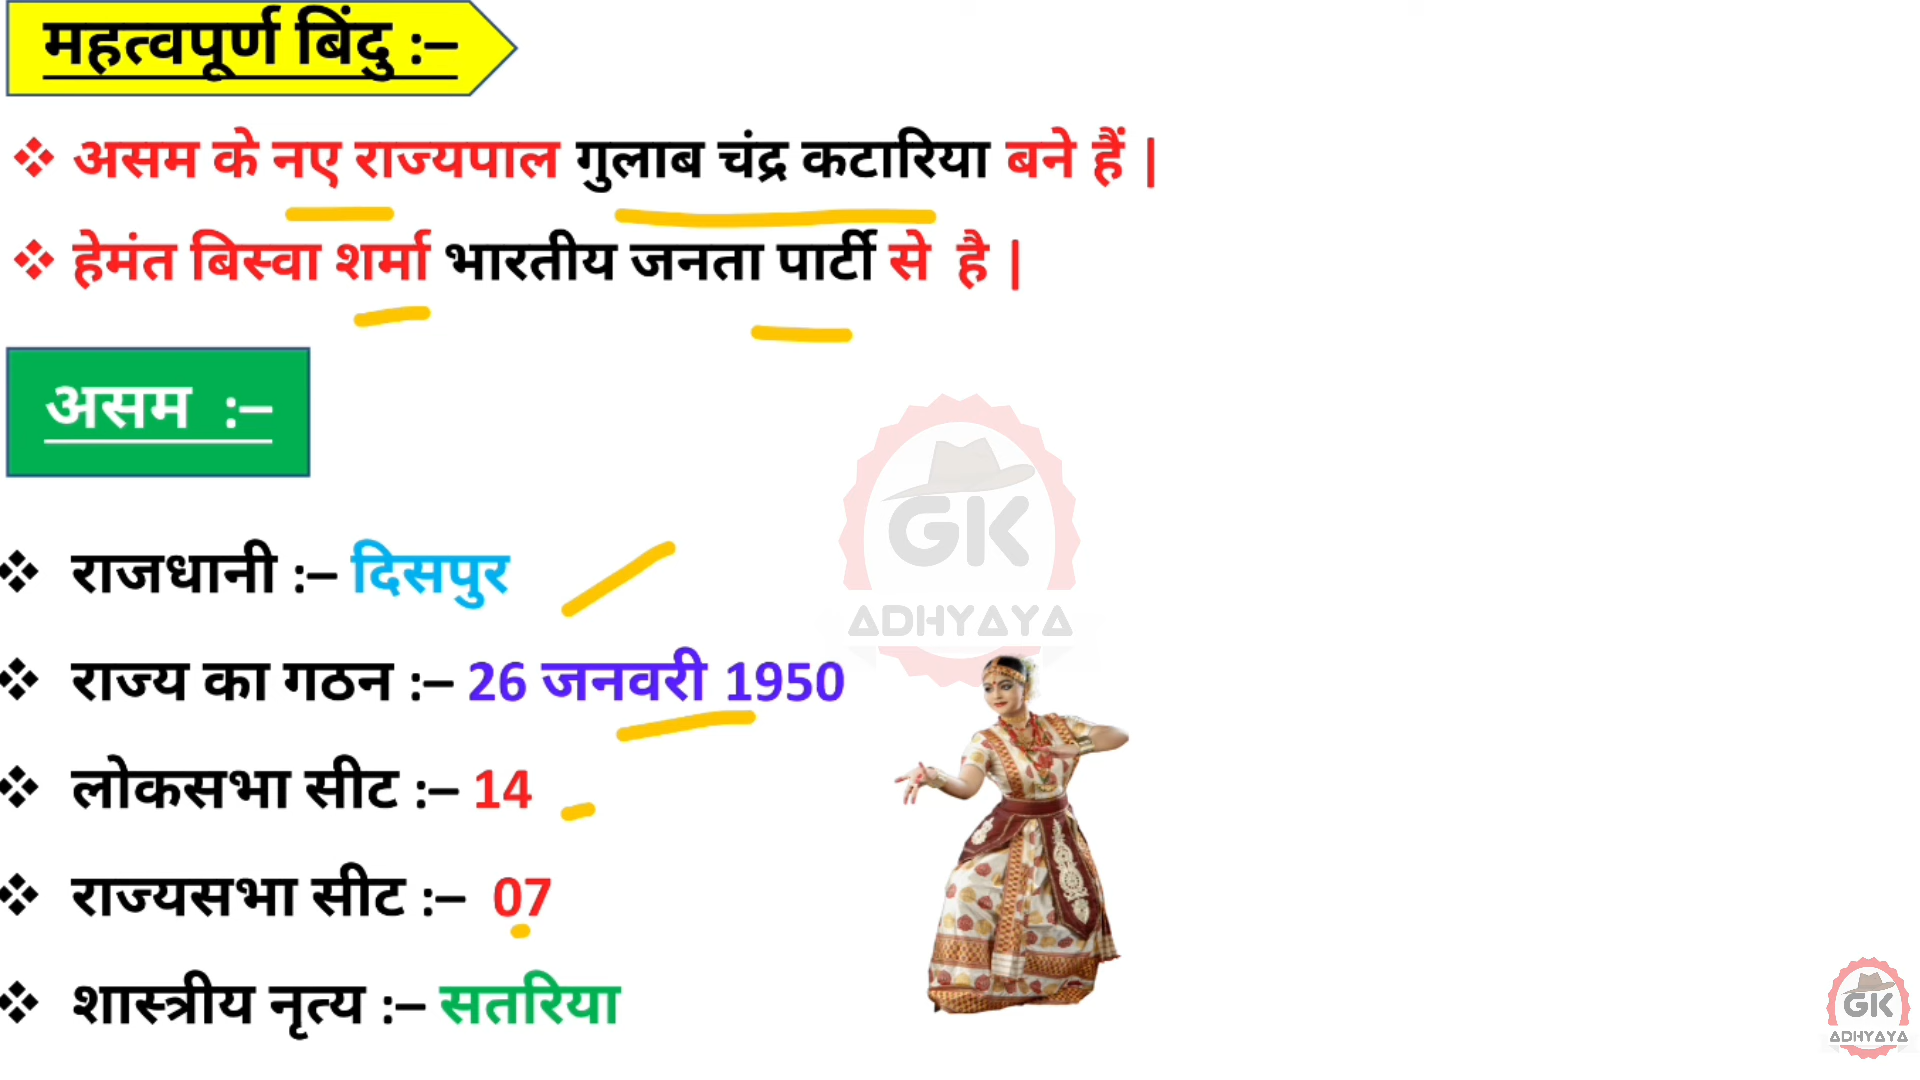 महत्वपूर्ण बिंदु :–
❖ असम के नए राज्यपाल गुलाब चंद्र कटारिया बने हैं |
❖ हेमंत बिस्वा शर्मा भारतीय जनता पार्टी से है |
असम :–
❖ राजधानी :– दिसपुर
❖ राज्य का गठन :– 26 जनवरी 1950
❖ लोकसभा सीट :– 14
❖ राज्यसभा सीट :– 07
❖ शास्त्रीय नृत्य :– सतरिया
GK
ADHYAYA
GK
ADHYAYA